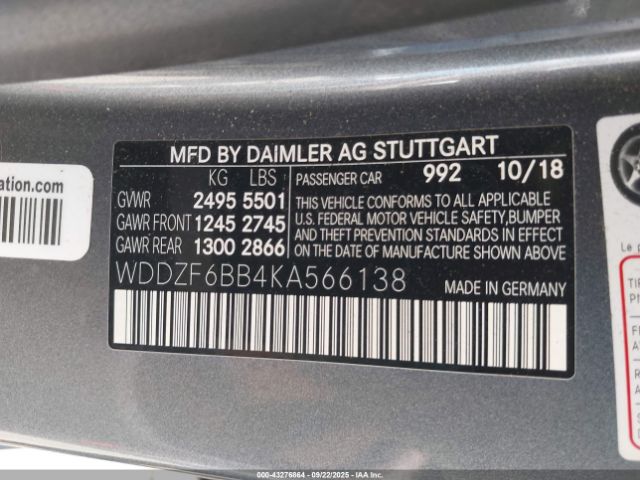 MFD BY DAIMLER AG STUTTGART
KG LBS
PASSENGER CAR 992 10/18
GVWR 2495 5501
GAWR FRONT 1245 2745
GAWR REAR 1300 2866
THIS VEHICLE CONFORMS TO ALL APPLICABLE
U.S. FEDERAL MOTOR VEHICLE SAFETY,BUMPER
AND THEFT PREVENTION STANDARDS IN EFFECT
ON THE DATE OF MANUFACTURE SHOWN ABOVE.
WDDZF6BB4KA566138
MADE IN GERMANY
ation.com
Le
000-43276864 - 09/22/2025 - IAA